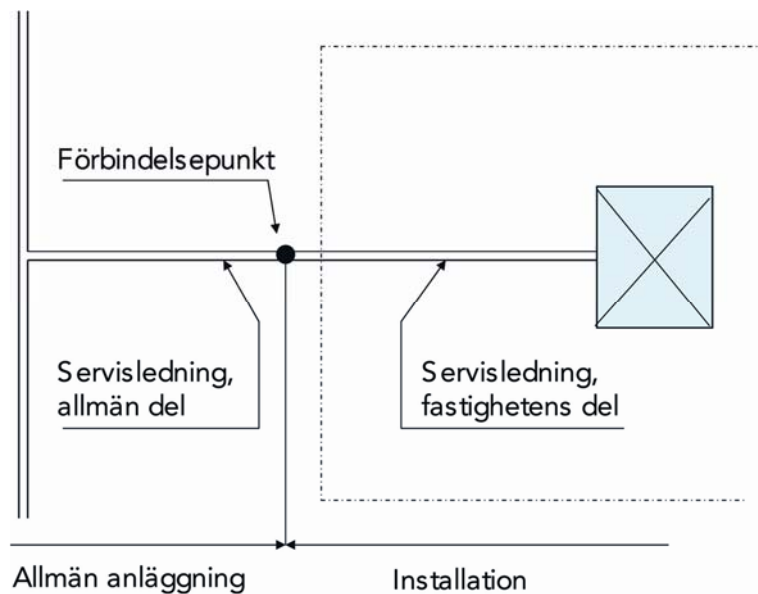 Förbindelsepunkt
Servisledning,
allmän del
Servisledning,
fastighetens del
Allmän anläggning
Installation